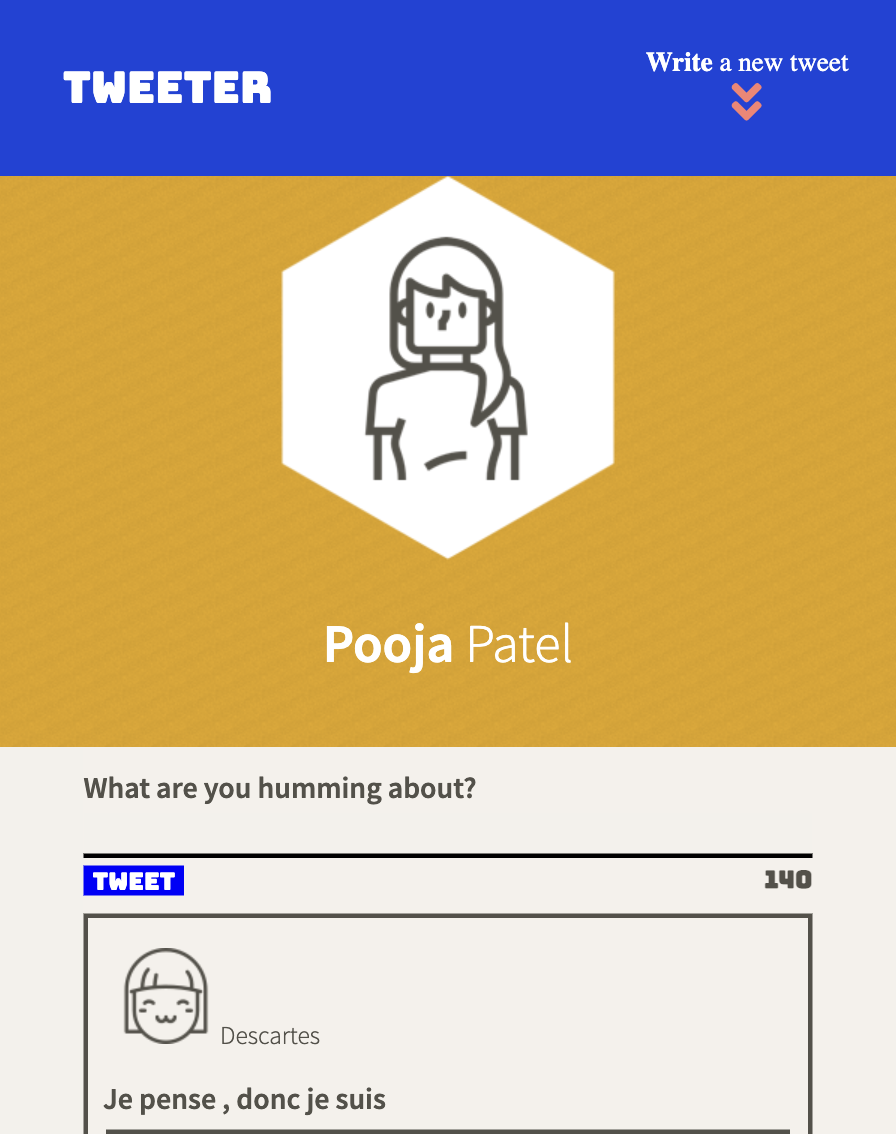 TWEETER
Write a new tweet
Pooja Patel
What are you humming about?
TWEET
140
Descartes
Je pense , donc je suis